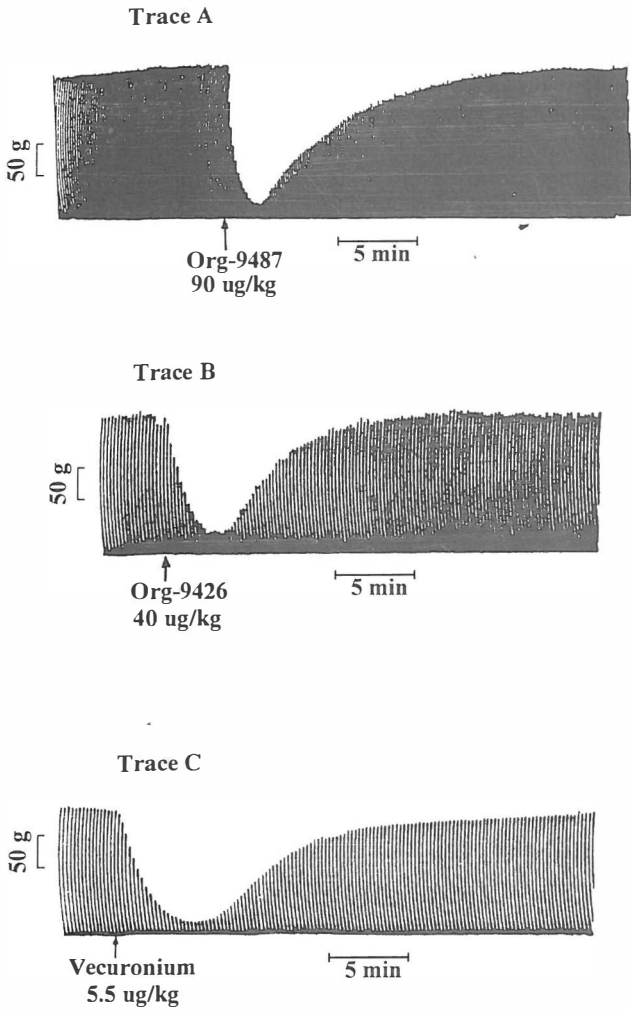 Trace A
50 g
Org-9487
90 ug/kg
5 min
Trace B
50 g
Org-9426
40 ug/kg
5 min
Trace C
50 g
Vecuronium
5.5 ug/kg
5 min